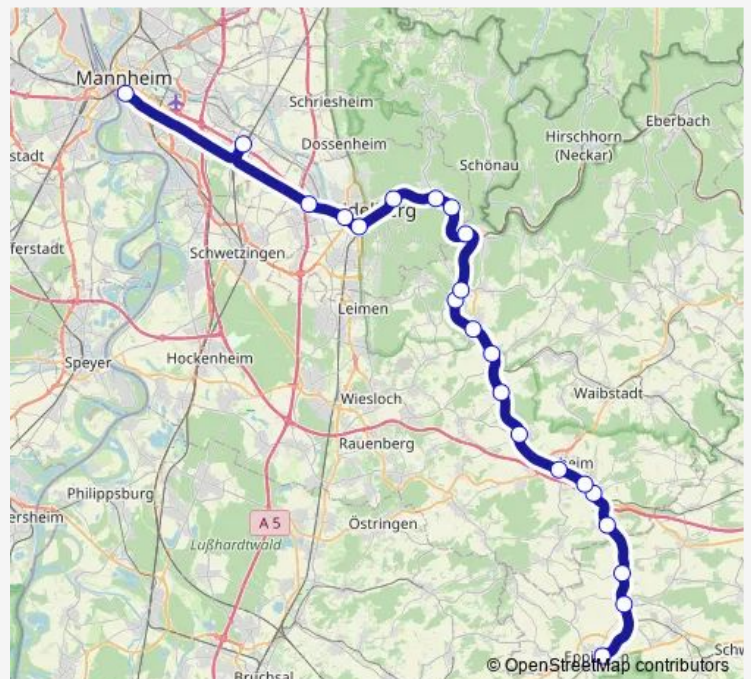 Mannheim
Schriesheim
Eberbach
Dossenheim
Hirschhorn
(Neckar)
stadt
Schönau
ferstadt
Schwetzingen
Leimen
Speyer
Hockenheim
Wiesloch
Waibstadt
Rauenberg
heim
Philippsburg
ersheim
A 5
Östringen
Lußhardtwald
Bruchsal
© OpenStreetMap contributors